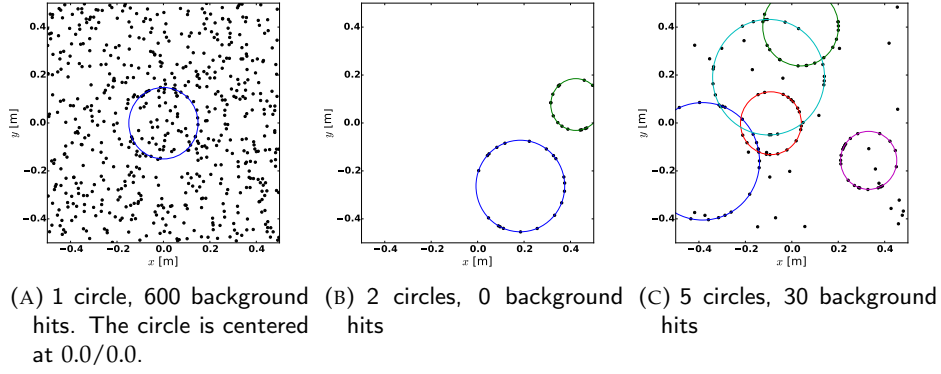 0.4
0.2
0.0
−0.2
−0.4
y [m]
−0.4 −0.2 0.0 0.2 0.4
x [m]
0.4
0.2
0.0
−0.2
−0.4
y [m]
−0.4 −0.2 0.0 0.2 0.4
x [m]
0.4
0.2
0.0
−0.2
−0.4
y [m]
−0.4 −0.2 0.0 0.2 0.4
x [m]
(A) 1 circle, 600 background
hits. The circle is centered
at 0.0/0.0.
(B) 2 circles, 0 background
hits
(C) 5 circles, 30 background
hits